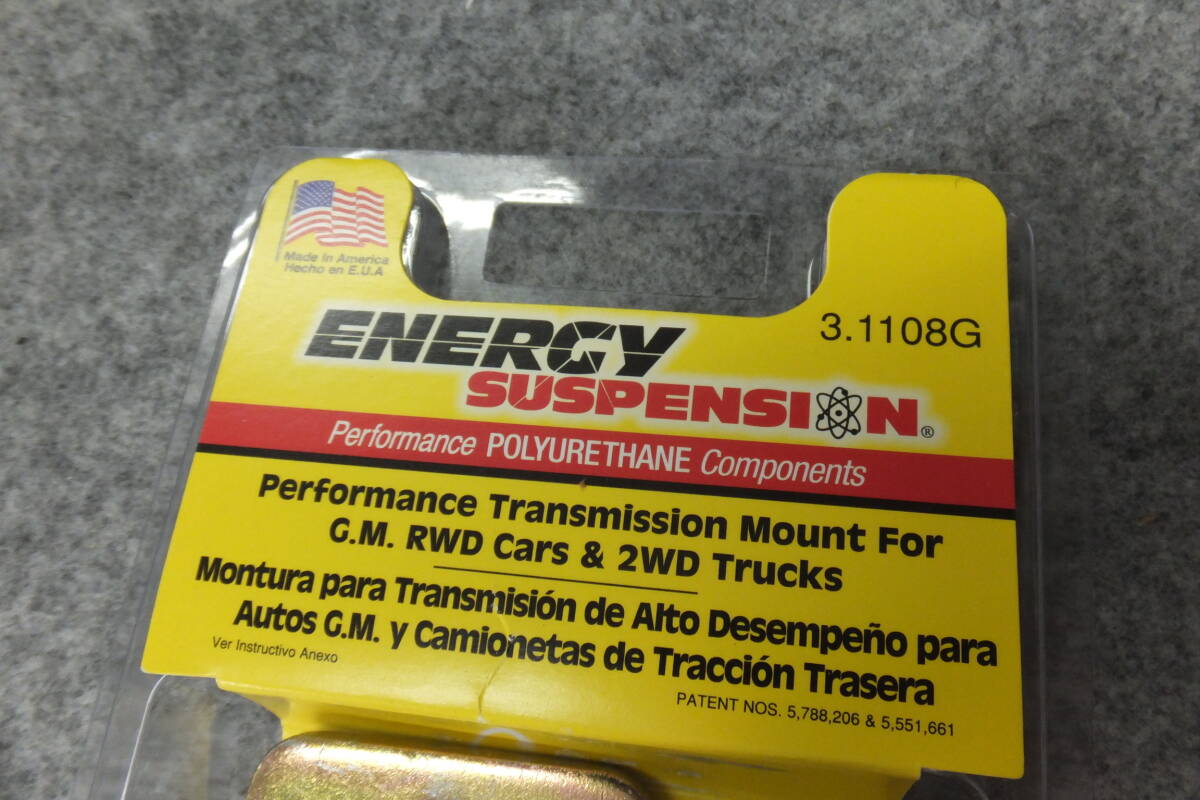 Made in America
Hecho en E.U.A
3.1108G
ENERGY
SUSPENSION®
Performance POLYURETHANE Components
Performance Transmission Mount For
G.M. RWD Cars & 2WD Trucks
Montura para Transmisión de Alto Desempeño para
Autos G.M. y Camionetas de Tracción Trasera
Ver Instructivo Anexo
PATENT NOS. 5,788,206 & 5,551,661